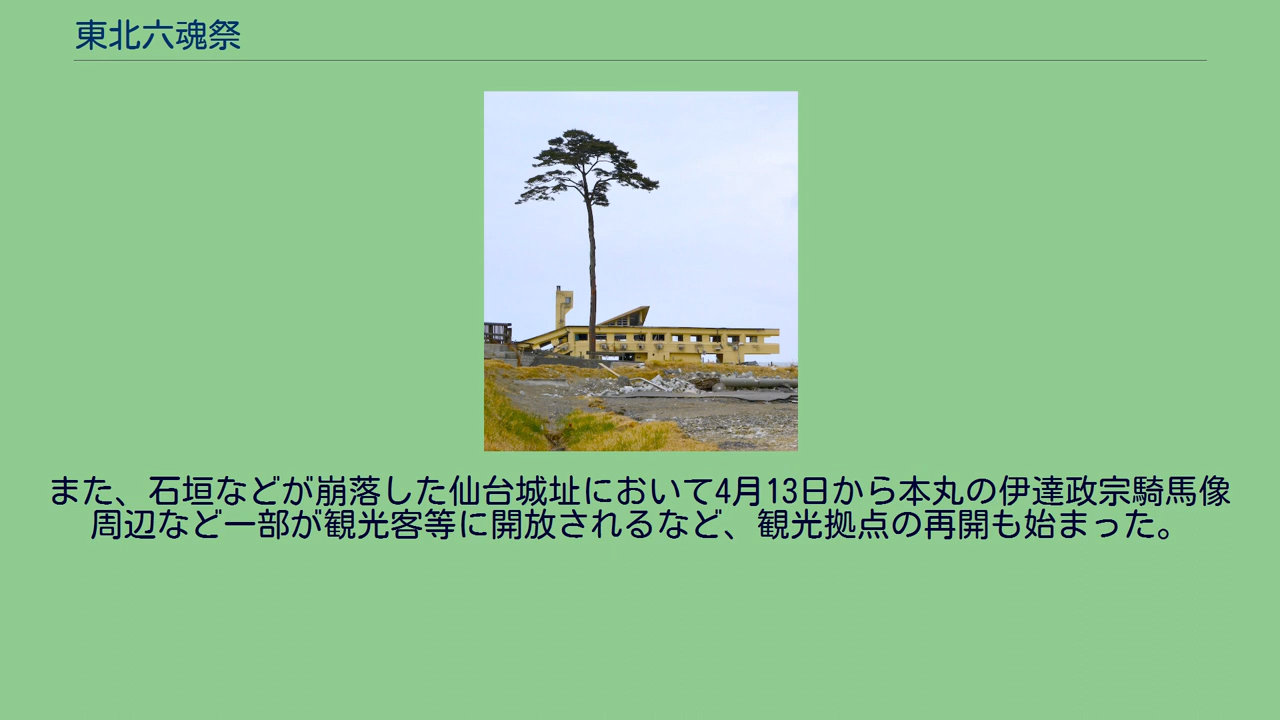 東北六魂祭
また、石垣などが崩落した仙台城址において4月13日から本丸の伊達政宗騎馬像
周辺など一部が観光客等に開放されるなど、観光拠点の再開も始まった。